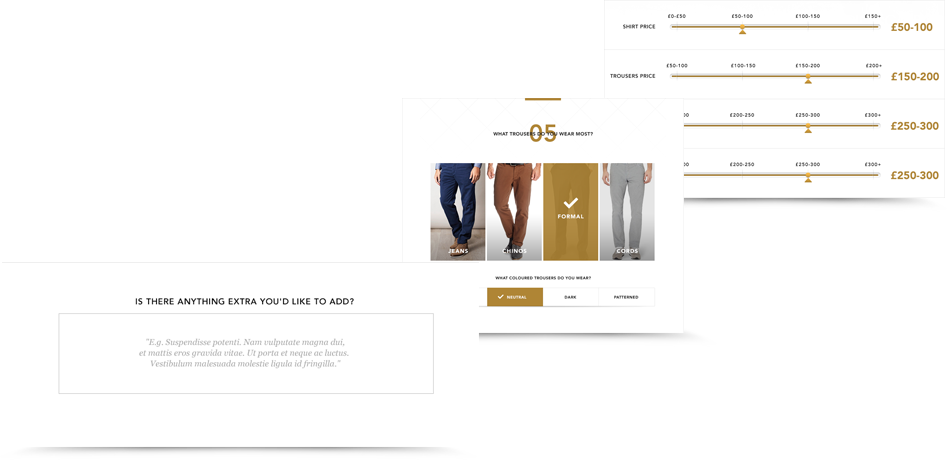 £0-£50 £50-100 £100-150 £150+
SHIRT PRICE £50-100
£50-100 £100-150 £150-200 £200+
TROUSERS PRICE £150-200
00 £200-250 £250-300 £300+
£250-300
00 £200-250 £250-300 £300+
£250-300
05
WHAT TROUSERS DO YOU WEAR MOST?
FORMAL
JEANS CHINOS CORDS
WHAT COLOURED TROUSERS DO YOU WEAR?
NEUTRAL DARK PATTERNED
IS THERE ANYTHING EXTRA YOU'D LIKE TO ADD?
"E.g. Suspendisse potenti. Nam vulputate magna dui,
et mattis eros gravida vitae. Ut porta et neque ac luctus.
Vestibulum malesuada molestie ligula id fringilla."